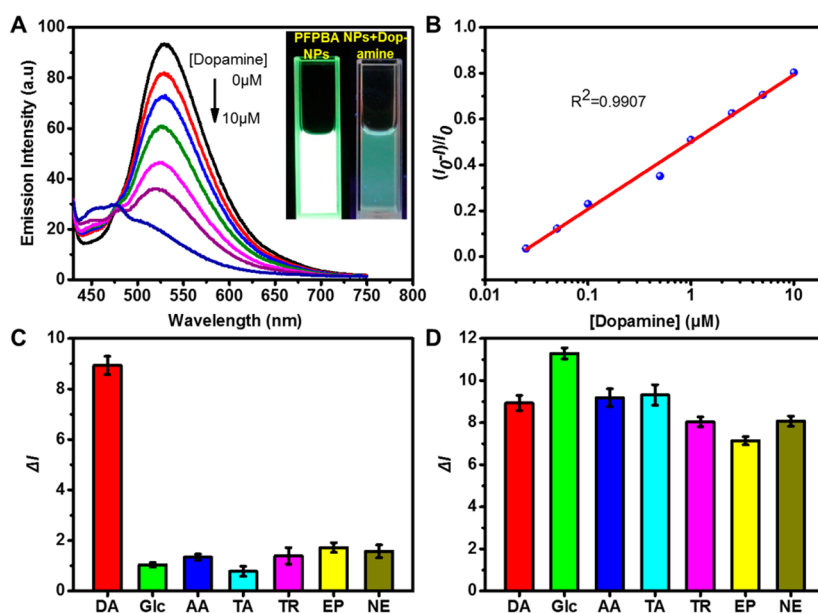 A
PFPBA NPs+Dop-
NPs amine
[Dopamine]
0μM
10μM
Emission Intensity (a.u)
100
80
60
40
20
0
450 500 550 600 650 700 750 800
Wavelength (nm)
B
R²=0.9907
(I₀-I)/I₀
0.8
0.6
0.4
0.2
0.0
0.01 0.1 1 10
[Dopamine] (μM)
C
ΔI
10
8
6
4
2
0
DA Glc AA TA TR EP NE
D
ΔI
14
12
10
8
6
4
2
0
DA Glc AA TA TR EP NE